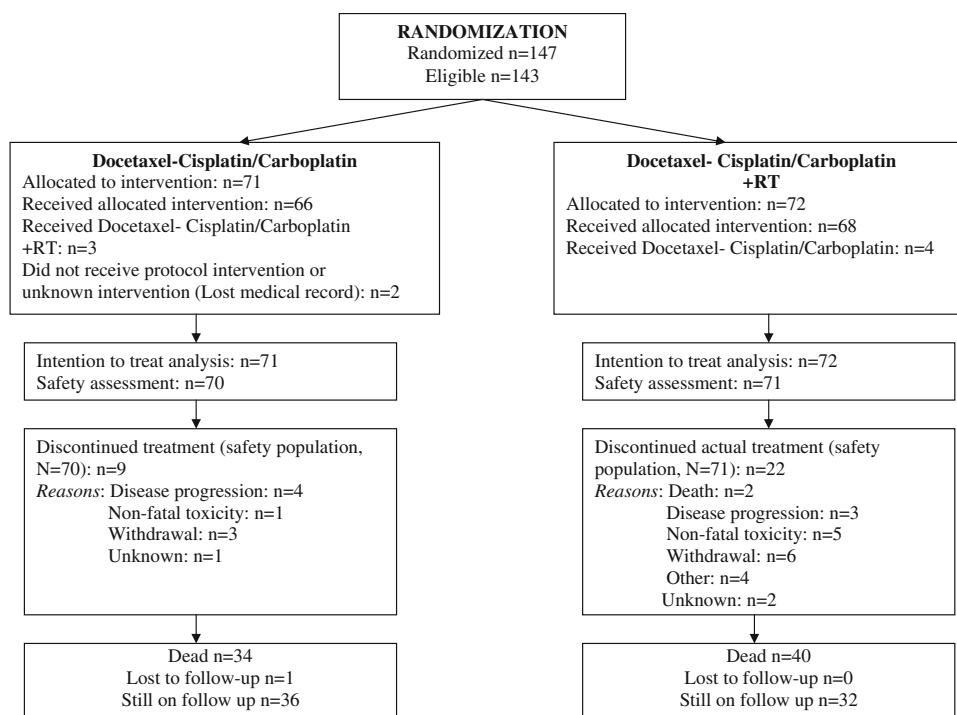 RANDOMIZATION
Randomized n=147
Eligible n=143
Docetaxel-Cisplatin/Carboplatin
Allocated to intervention: n=71
Received allocated intervention: n=66
Received Docetaxel- Cisplatin/Carboplatin
+RT: n=3
Did not receive protocol intervention or
unknown intervention (Lost medical record): n=2
Docetaxel- Cisplatin/Carboplatin
+RT
Allocated to intervention: n=72
Received allocated intervention: n=68
Received Docetaxel- Cisplatin/Carboplatin: n=4
Intention to treat analysis: n=71
Safety assessment: n=70
Intention to treat analysis: n=72
Safety assessment: n=71
Discontinued treatment (safety population,
N=70): n=9
Reasons: Disease progression: n=4
Non-fatal toxicity: n=1
Withdrawal: n=3
Unknown: n=1
Discontinued actual treatment (safety
population, N=71): n=22
Reasons: Death: n=2
Disease progression: n=3
Non-fatal toxicity: n=5
Withdrawal: n=6
Other: n=4
Unknown: n=2
Dead n=34
Lost to follow-up n=1
Still on follow up n=36
Dead n=40
Lost to follow-up n=0
Still on follow up n=32